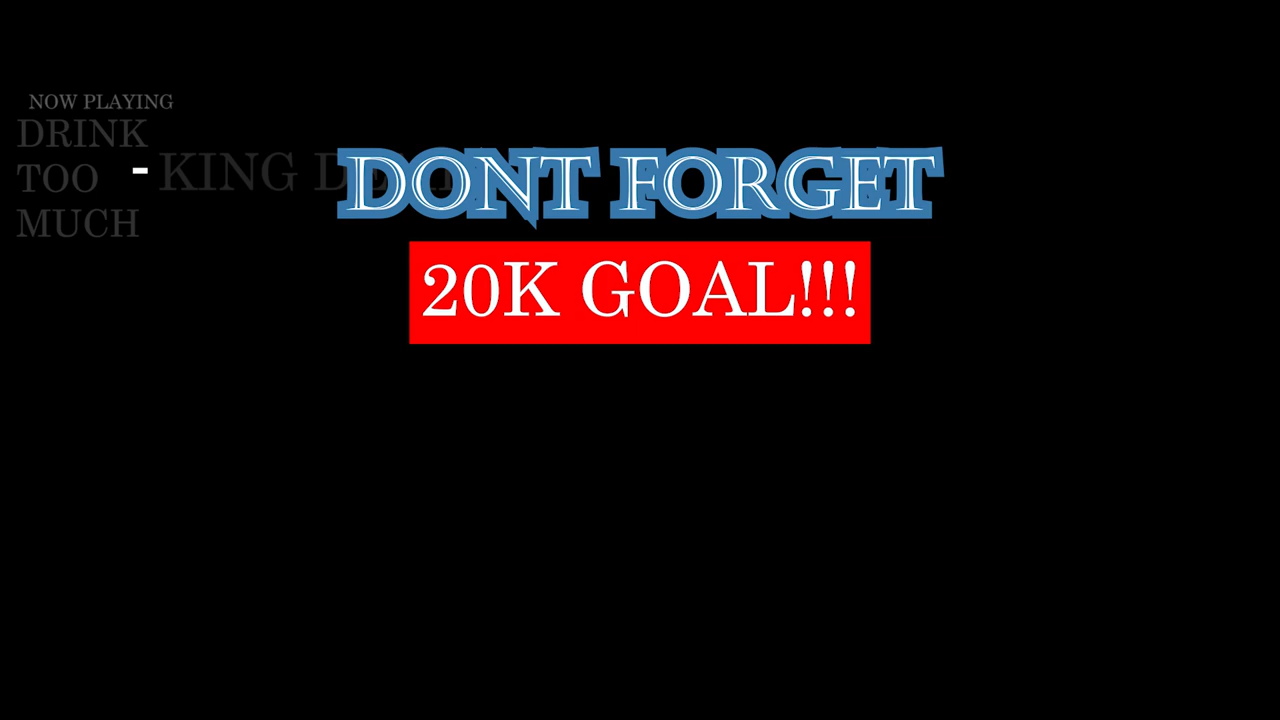 NOW PLAYING
DRINK
TOO
MUCH
- KING
DONT FORGET
20K GOAL!!!